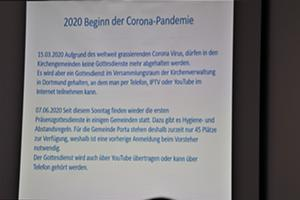 2020 Beginn der Corona-Pandemie
15.03.2020 Aufgrund des weltweit grassierenden Corona Virus, dürfen in den
Kirchengemeinden keine Gottesdienste mehr abgehalten werden.
Es wird aber ein Gottesdienst im Versammlungsraum der Kirchenverwaltung
in Dortmund gehalten, an dem man per Telefon, IPTV oder YouTube im
Internet teilnehmen kann.
07.06.2020 Seit diesem Sonntag finden wieder die ersten
Präsenzgottesdienste in einigen Gemeinden statt. Dazu gibt es Hygiene- und
Abstandsregeln. Für die Gemeinde Porta stehen deshalb zurzeit nur 45 Plätze
zur Verfügung, weshalb ist eine vorherige Anmeldung beim Vorsteher
notwendig.
Der Gottesdienst wird auch über YouTube übertragen oder kann über
Telefon gehört werden.